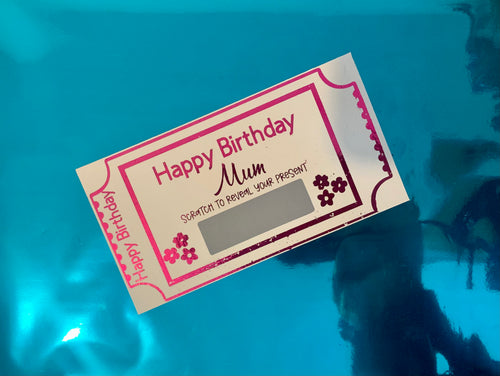 Happy Birthday
Happy Birthday
Mum
SCRATCH TO REVEAL YOUR PRESENT